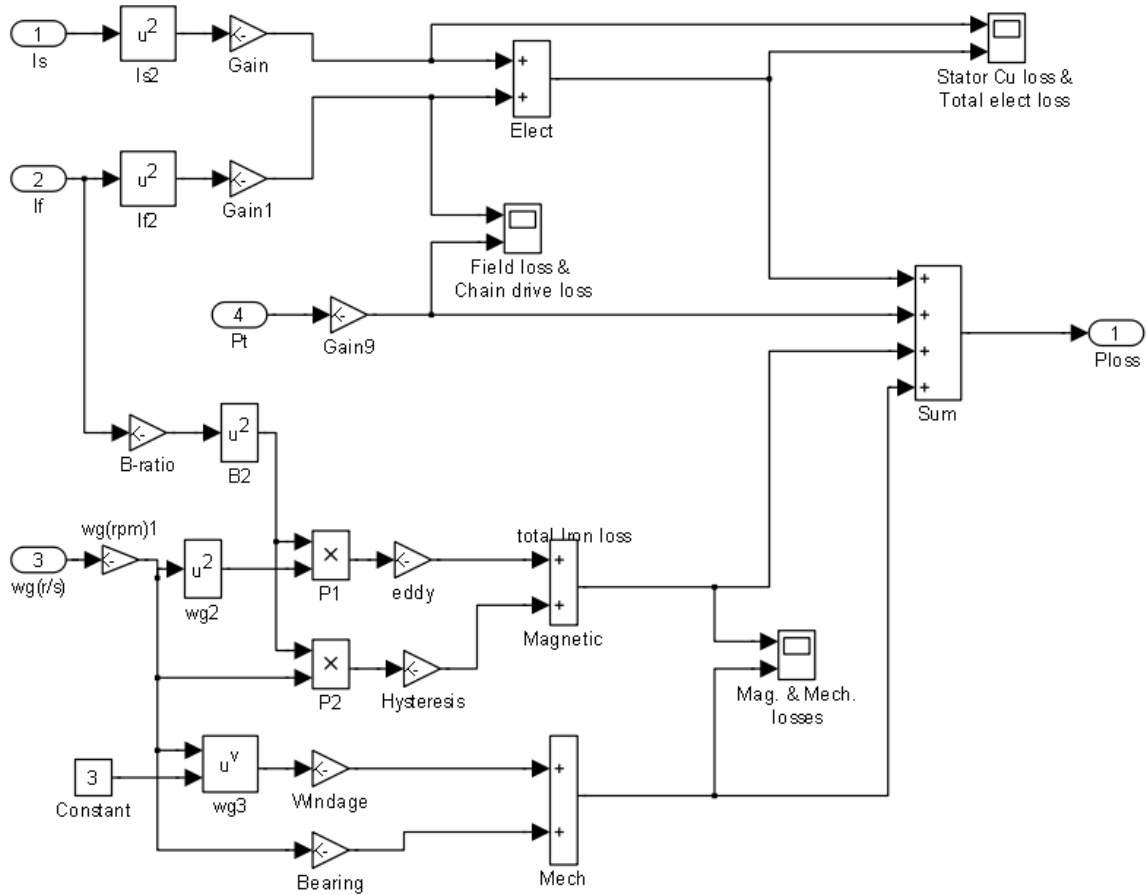 1
Is
u²
Is2
Gain
+
+
Elect
Stator Cu loss &
Total elect loss
2
If
u²
If2
Gain1
Field loss &
Chain drive loss
4
Pt
Gain9
+
+
+
+
Sum
1
Ploss
B-ratio
u²
B2
wg(rpm)1
3
wg(r/s)
u²
wg2
×
P1
eddy
total Iron loss
+
+
Magnetic
×
P2
Hysteresis
Mag. & Mech.
losses
3
Constant
uᵛ
wg3
WIndage
Bearing
+
+
Mech